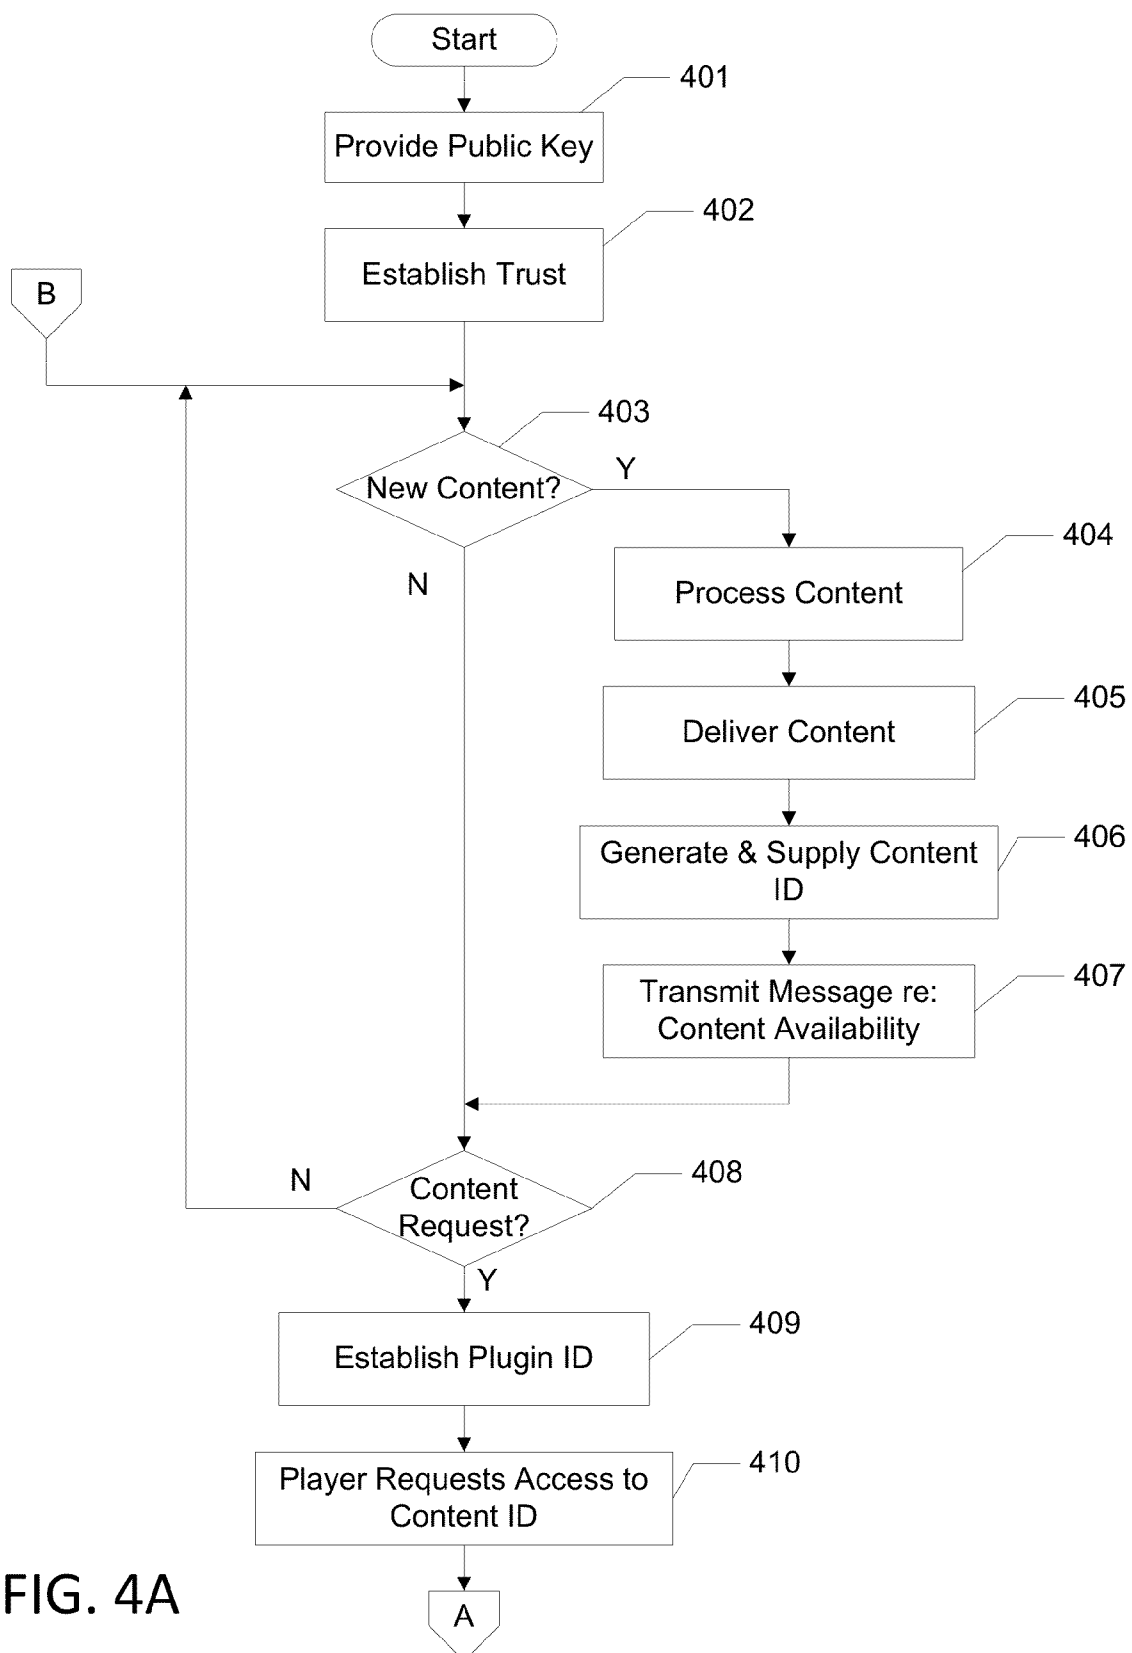 Start
401
Provide Public Key
402
Establish Trust
B
403
New Content?
Y
N
404
Process Content
405
Deliver Content
406
Generate & Supply Content
ID
407
Transmit Message re:
Content Availability
408
Content
Request?
N
Y
409
Establish Plugin ID
410
Player Requests Access to
Content ID
A
FIG. 4A